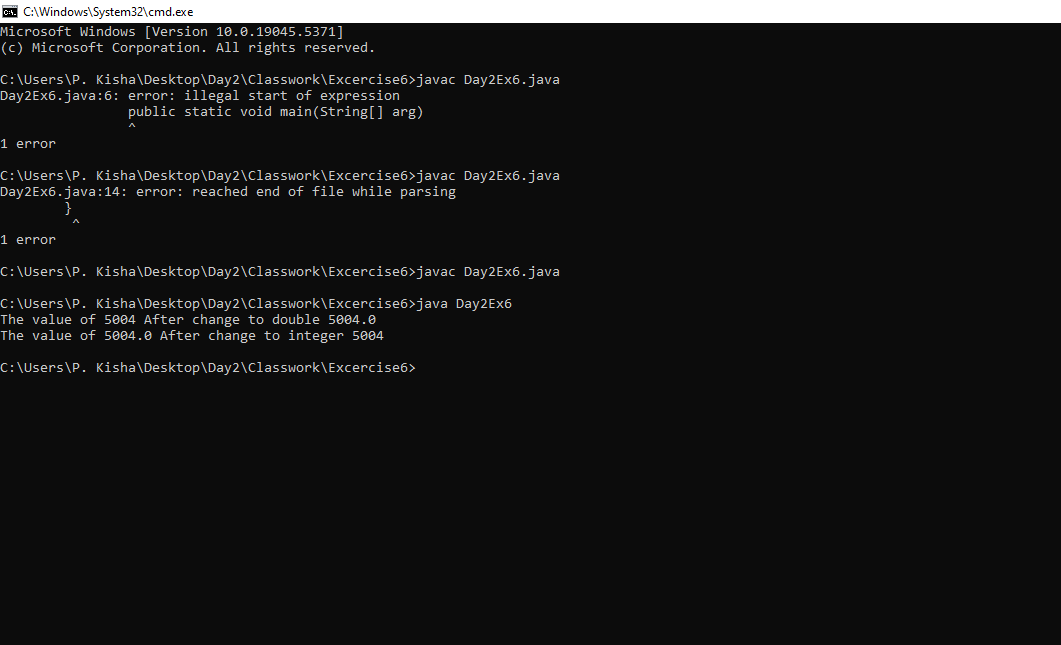 C:\Windows\System32\cmd.exe
Microsoft Windows [Version 10.0.19045.5371]
(c) Microsoft Corporation. All rights reserved.
C:\Users\P. Kisha\Desktop\Day2\Classwork\Excercise6>javac Day2Ex6.java
Day2Ex6.java:6: error: illegal start of expression
                public static void main(String[] arg)
                ^
1 error
C:\Users\P. Kisha\Desktop\Day2\Classwork\Excercise6>javac Day2Ex6.java
Day2Ex6.java:14: error: reached end of file while parsing
        }
         ^
1 error
C:\Users\P. Kisha\Desktop\Day2\Classwork\Excercise6>javac Day2Ex6.java
C:\Users\P. Kisha\Desktop\Day2\Classwork\Excercise6>java Day2Ex6
The value of 5004 After change to double 5004.0
The value of 5004.0 After change to integer 5004
C:\Users\P. Kisha\Desktop\Day2\Classwork\Excercise6>